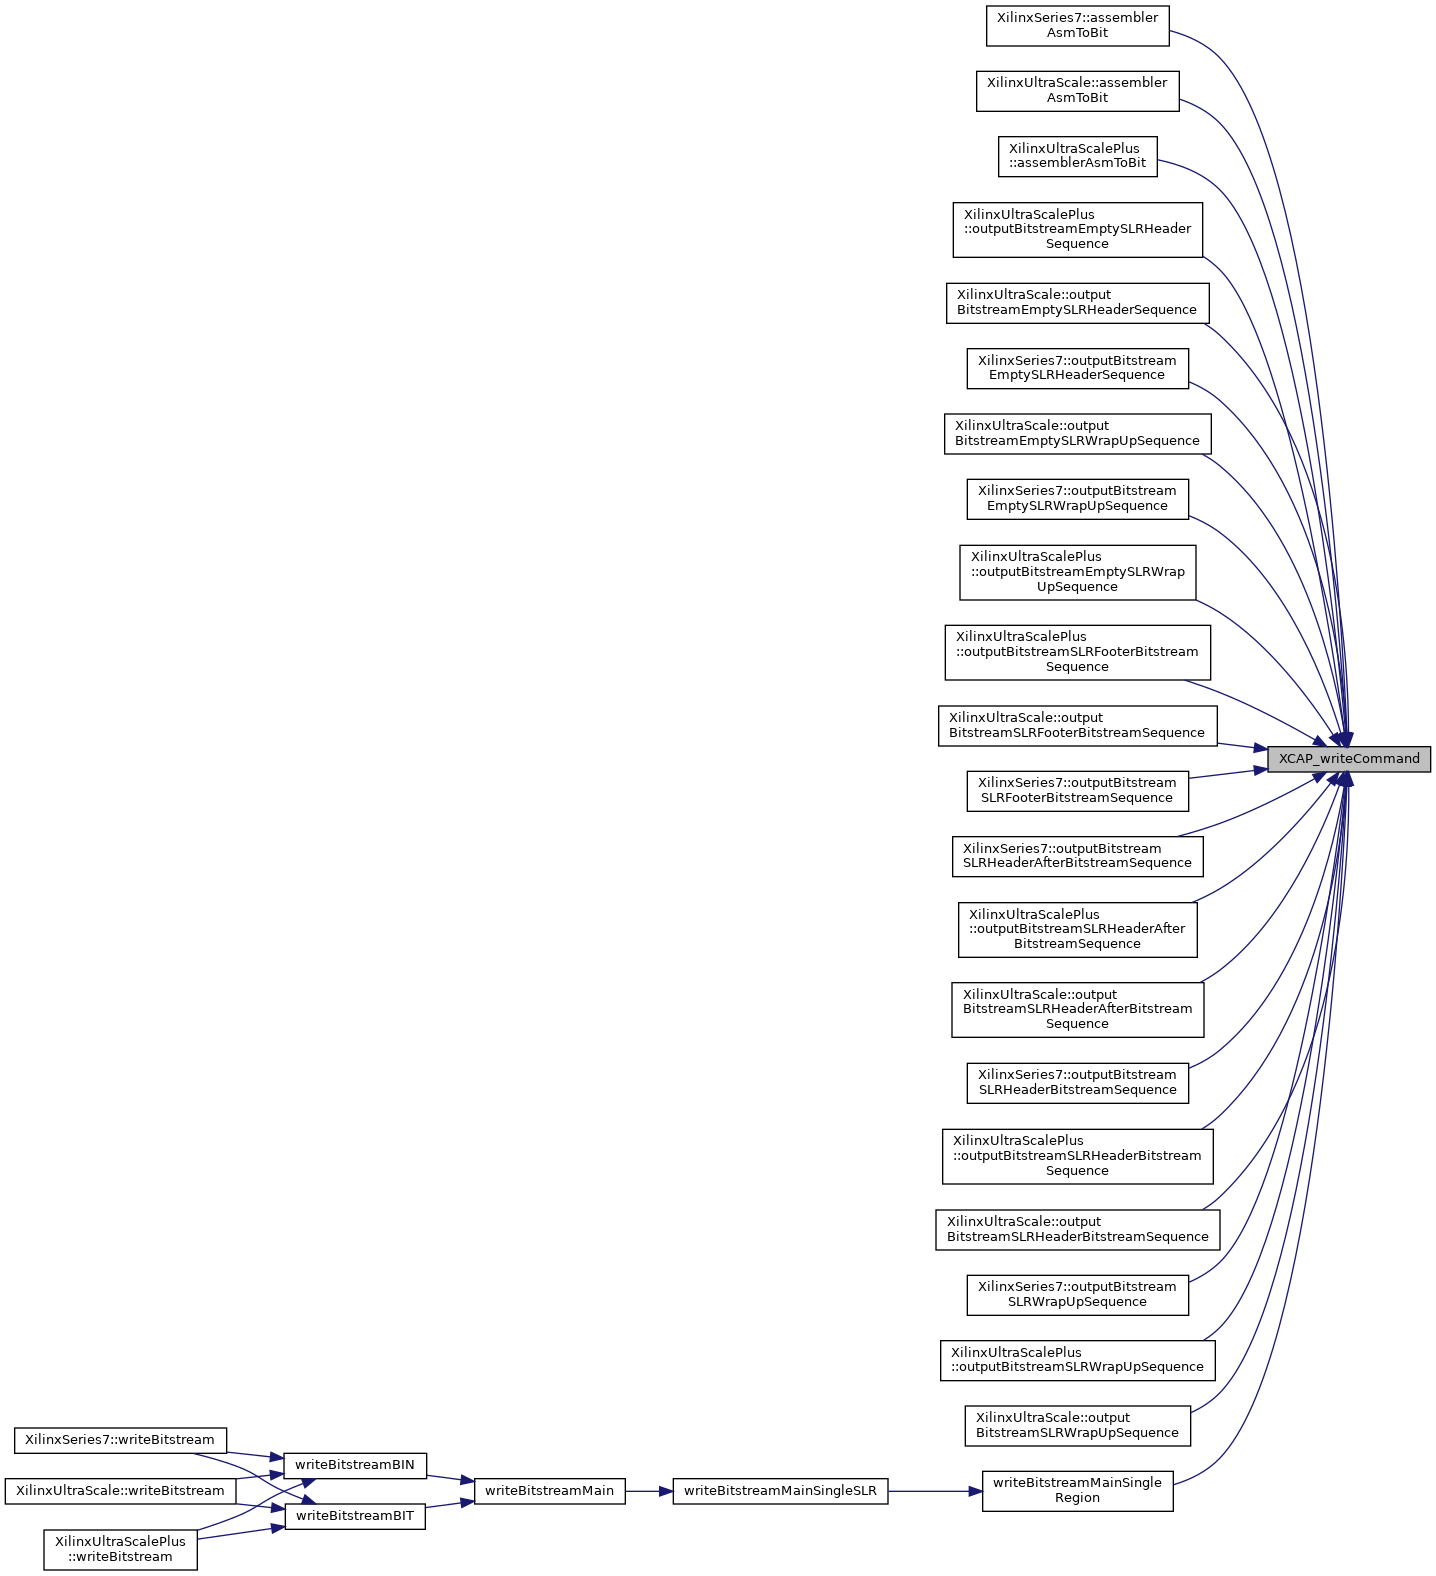 XilinxSeries7::assembler
AsmToBit
XilinxUltraScale::assembler
AsmToBit
XilinxUltraScalePlus
::assemblerAsmToBit
XilinxUltraScalePlus
::outputBitstreamEmptySLRHeader
Sequence
XilinxUltraScale::output
BitstreamEmptySLRHeaderSequence
XilinxSeries7::outputBitstream
EmptySLRHeaderSequence
XilinxUltraScale::output
BitstreamEmptySLRWrapUpSequence
XilinxSeries7::outputBitstream
EmptySLRWrapUpSequence
XilinxUltraScalePlus
::outputBitstreamEmptySLRWrap
UpSequence
XilinxUltraScalePlus
::outputBitstreamSLRFooterBitstream
Sequence
XilinxUltraScale::output
BitstreamSLRFooterBitstreamSequence
XCAP_writeCommand
XilinxSeries7::outputBitstream
SLRFooterBitstreamSequence
XilinxSeries7::outputBitstream
SLRHeaderAfterBitstreamSequence
XilinxUltraScalePlus
::outputBitstreamSLRHeaderAfter
BitstreamSequence
XilinxUltraScale::output
BitstreamSLRHeaderAfterBitstream
Sequence
XilinxSeries7::outputBitstream
SLRHeaderBitstreamSequence
XilinxUltraScalePlus
::outputBitstreamSLRHeaderBitstream
Sequence
XilinxUltraScale::output
BitstreamSLRHeaderBitstreamSequence
XilinxSeries7::outputBitstream
SLRWrapUpSequence
XilinxUltraScalePlus
::outputBitstreamSLRWrapUpSequence
XilinxUltraScale::output
BitstreamSLRWrapUpSequence
XilinxSeries7::writeBitstream
writeBitstreamBIN
XilinxUltraScale::writeBitstream
writeBitstreamMain
writeBitstreamMainSingleSLR
writeBitstreamMainSingle
Region
writeBitstreamBIT
XilinxUltraScalePlus
::writeBitstream